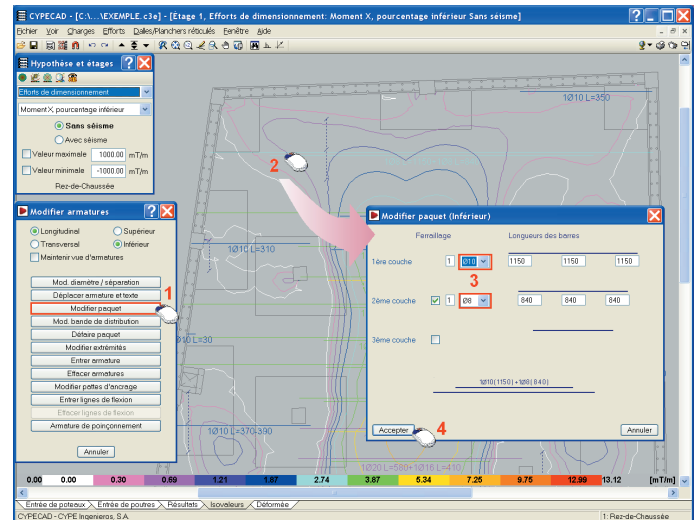 CYPECAD - [C:\...\EXEMPLE.c3e] - [Étage 1, Efforts de dimensionnement: Moment X, pourcentage inférieur Sans séisme]
Fichier Voir Charges Efforts Dalles/Planchers réticulés Fenêtre Aide
Hypothèse et étages
Efforts de dimensionnement
Moment X, pourcentage inférieur
Sans séisme
Avec séisme
Valeur maximale 1000.00 mT/m
Valeur minimale -1000.00 mT/m
Rez-de-Chaussée
1Ø10 L=350
2
Modifier armatures
Longitudinal Supérieur
Transversal Inférieur
Maintenir vue d'armatures
Mod. diamètre / séparation
Déplacer armature et texte
Modifier paquet
1
Mod. bande de distribution
Défaire paquet
Modifier extrémités
Entrer armature
Effacer armatures
Modifier pattes d'ancrage
Entrer lignes de flexion
Effacer lignes de flexion
Armature de poinçonnement
Annuler
1Ø10 L=310
Ø10 L=30
1Ø10 L=370-390
Modifier paquet (Inférieur)
Ferraillage Longueurs des barres
1ère couche 1 Ø10 1150 1150 1150
3
2ème couche 1 Ø8 840 840 840
3ème couche
1Ø10(1150)+1Ø8(840)
Accepter 4 Annuler
1Ø20 L=580+1Ø16 L=410
0.00 0.00 0.30 0.69 1.21 1.87 2.74 3.87 5.34 7.25 9.75 12.99 13.12 [mT/m]
Entrée de poteaux Entrée de poutres Résultats Isovaleurs Déformée
CYPECAD - CYPE Ingenieros, S.A. 1: Rez-de-Chaussée